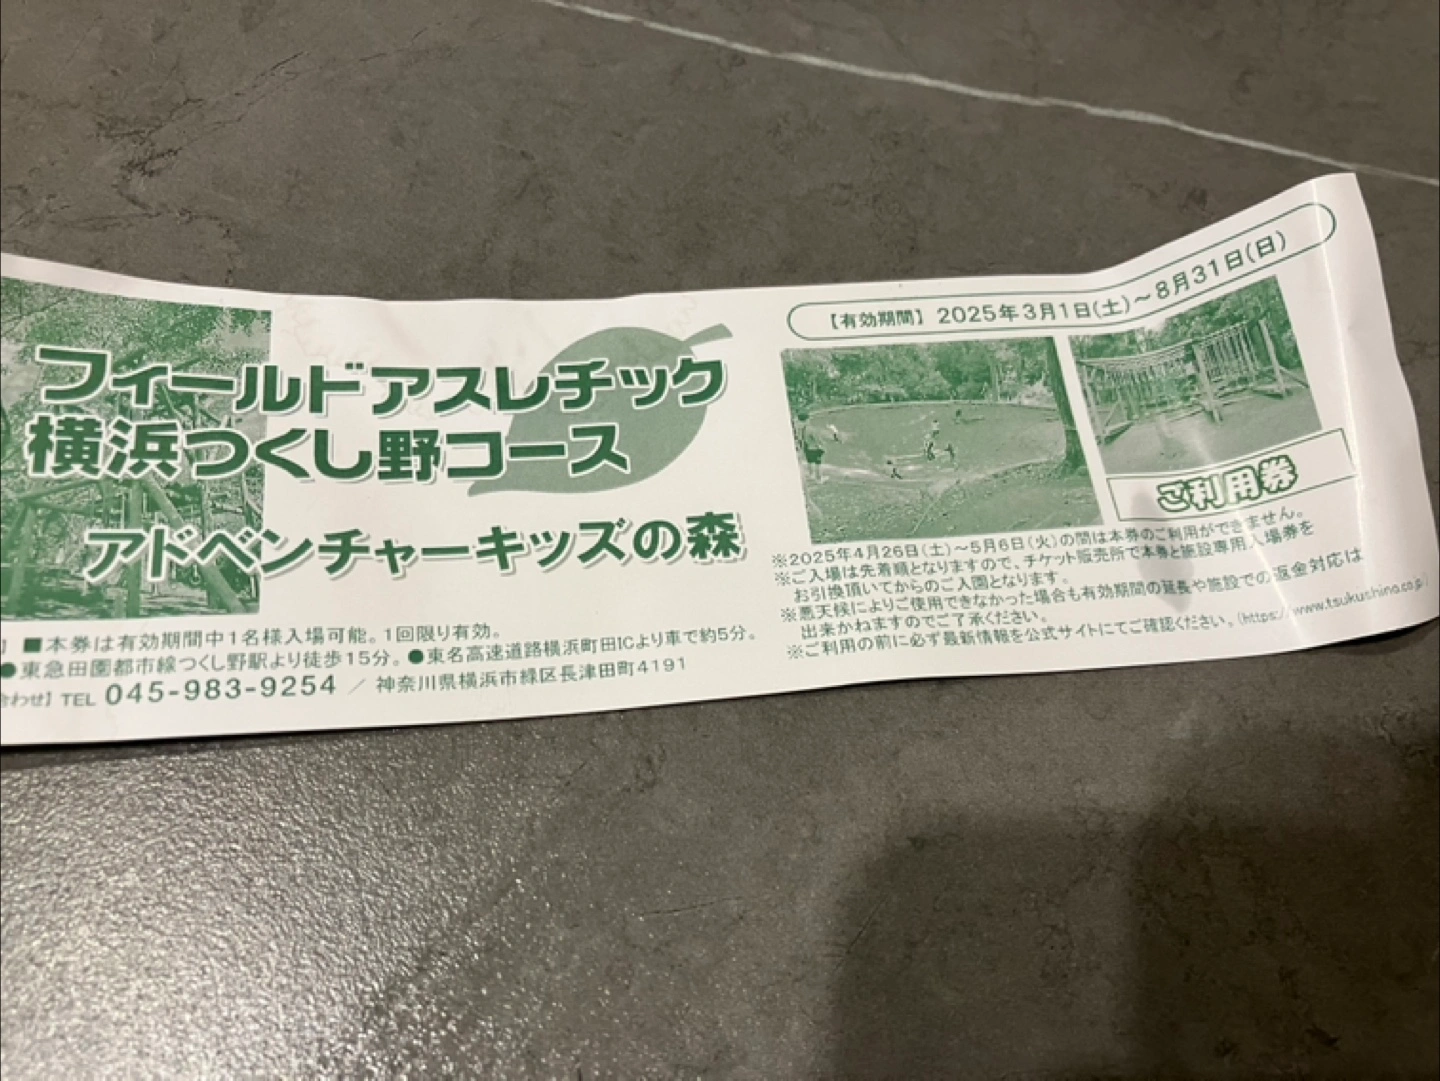 フィールドアスレチック
横浜つくし野コース
アドベンチャーキッズの森
■本券は有効期間中1名様入場可能。1回限り有効。
●東急田園都市線つくし野駅より徒歩15分。●東名高速道路横浜町田ICより車で約5分。
合わせ】TEL 045-983-9254 ／ 神奈川県横浜市緑区長津田町4191
【有効期間】2025年3月1日(土)～8月31日(日)
ご利用券
※2025年4月26日(土)～5月6日(火)の間は本券のご利用ができません。
※ご入場は先着順となりますので、チケット販売所で本券と施設専用入場券を
お引換頂いてからのご入園となります。
※悪天候によりご使用できなかった場合も有効期間の延長や施設での返金対応は
出来かねますのでご了承ください。
※ご利用の前に必ず最新情報を公式サイトにてご確認ください。(https://www.tsukushino.co.jp/